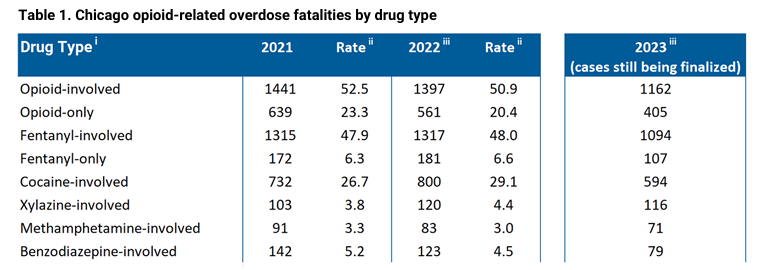 Table 1. Chicago opioid-related overdose fatalities by drug type
Drug Type i 2021 Rate ii 2022 iii Rate ii 2023 iii
(cases still being finalized)
Opioid-involved 1441 52.5 1397 50.9 1162
Opioid-only 639 23.3 561 20.4 405
Fentanyl-involved 1315 47.9 1317 48.0 1094
Fentanyl-only 172 6.3 181 6.6 107
Cocaine-involved 732 26.7 800 29.1 594
Xylazine-involved 103 3.8 120 4.4 116
Methamphetamine-involved 91 3.3 83 3.0 71
Benzodiazepine-involved 142 5.2 123 4.5 79